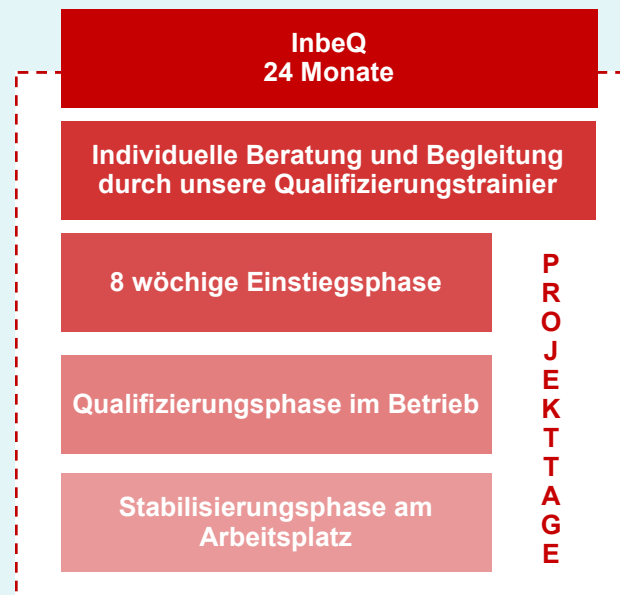 InbeQ
24 Monate
Individuelle Beratung und Begleitung
durch unsere Qualifizierungstrainier
8 wöchige Einstiegsphase
Qualifizierungsphase im Betrieb
Stabilisierungsphase am
Arbeitsplatz
P
R
O
J
E
K
T
T
A
G
E